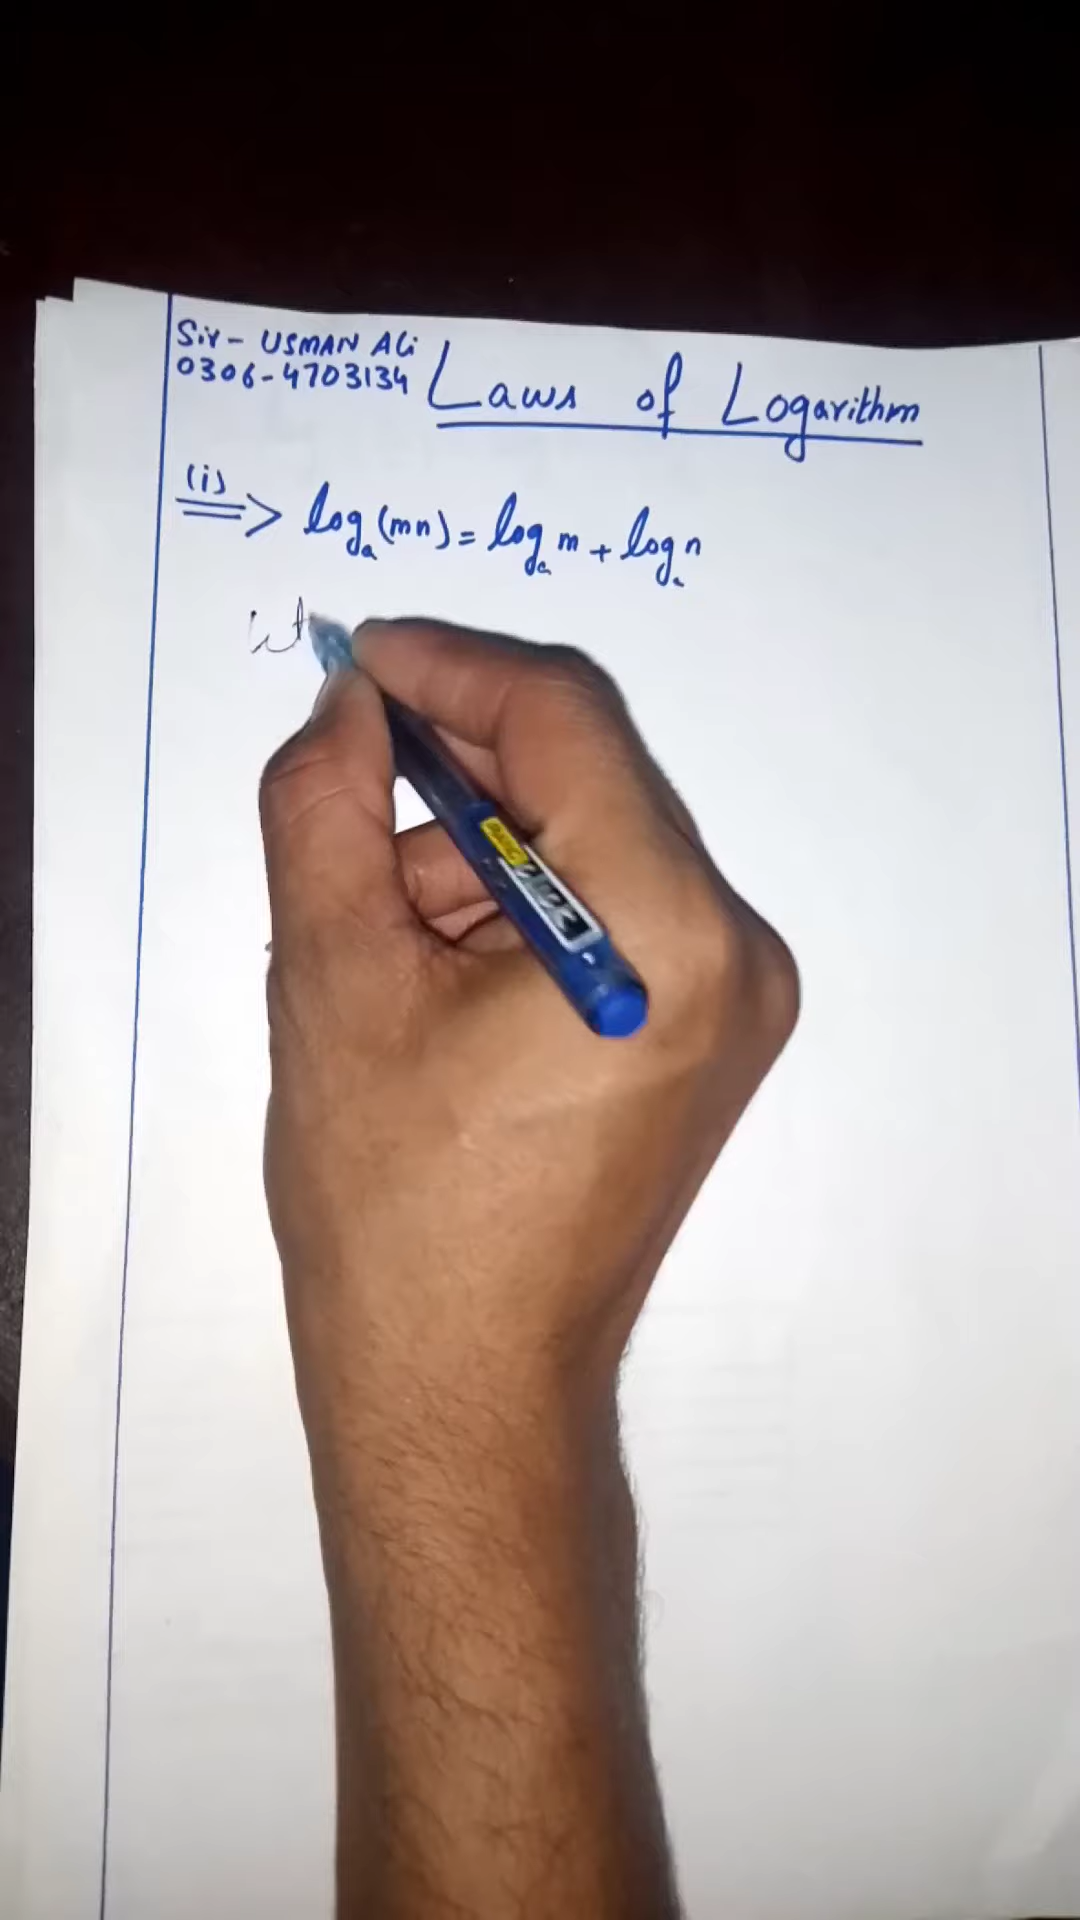 Sir- USMAN Ali
0306-4703134
Laws of Logarithm
(i)
=> logₐ(mn) = logₐm + logₐn